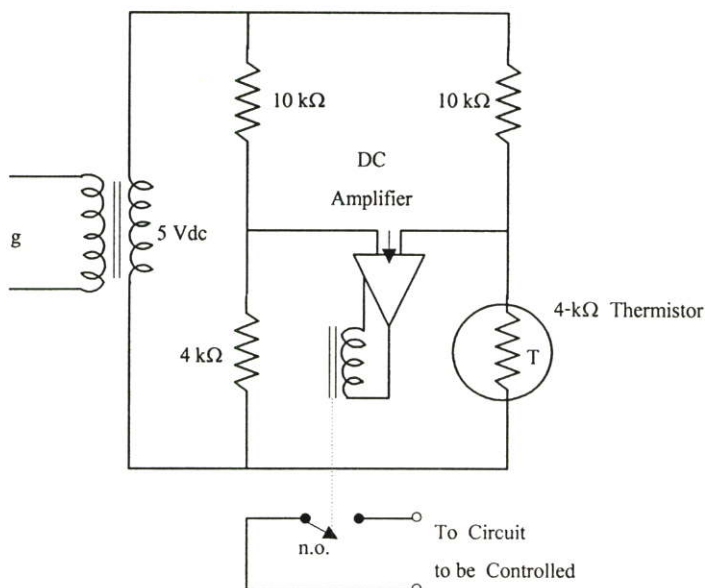 10 kΩ
10 kΩ
DC
Amplifier
g
5 Vdc
4-kΩ Thermistor
4 kΩ
T
n.o.
To Circuit
to be Controlled